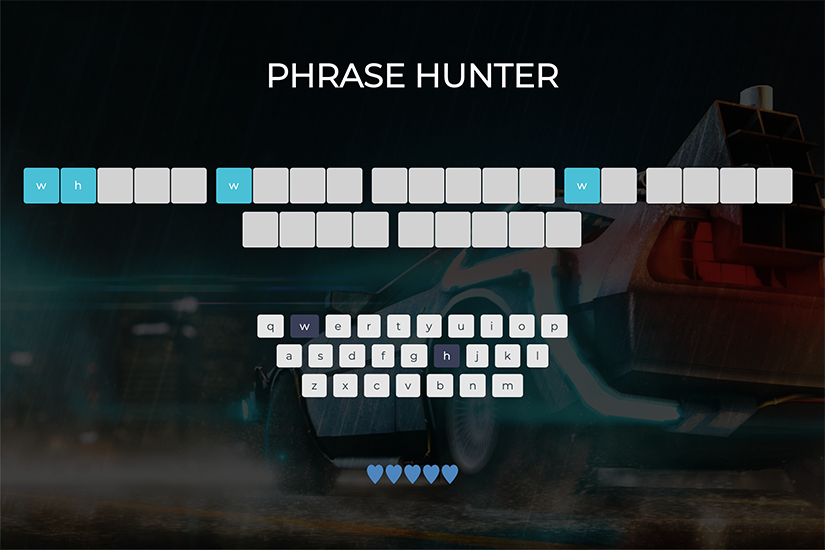 PHRASE HUNTER
w h w w
q w e r t y u i o p
a s d f g h j k l
z x c v b n m